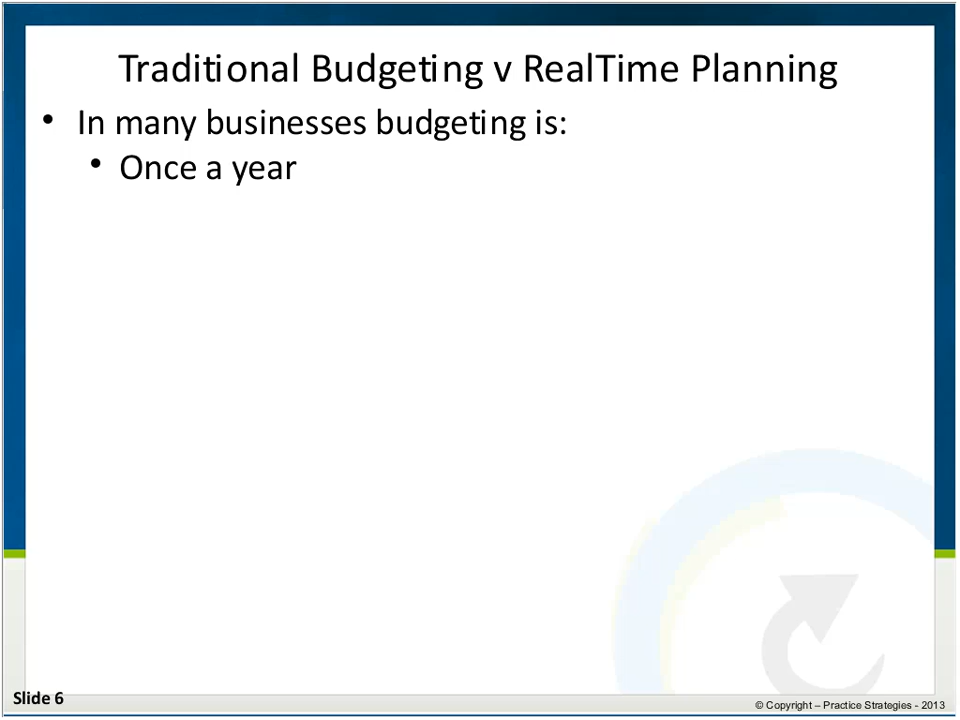 Traditional Budgeting v RealTime Planning
• In many businesses budgeting is:
• Once a year
Slide 6
© Copyright – Practice Strategies - 2013